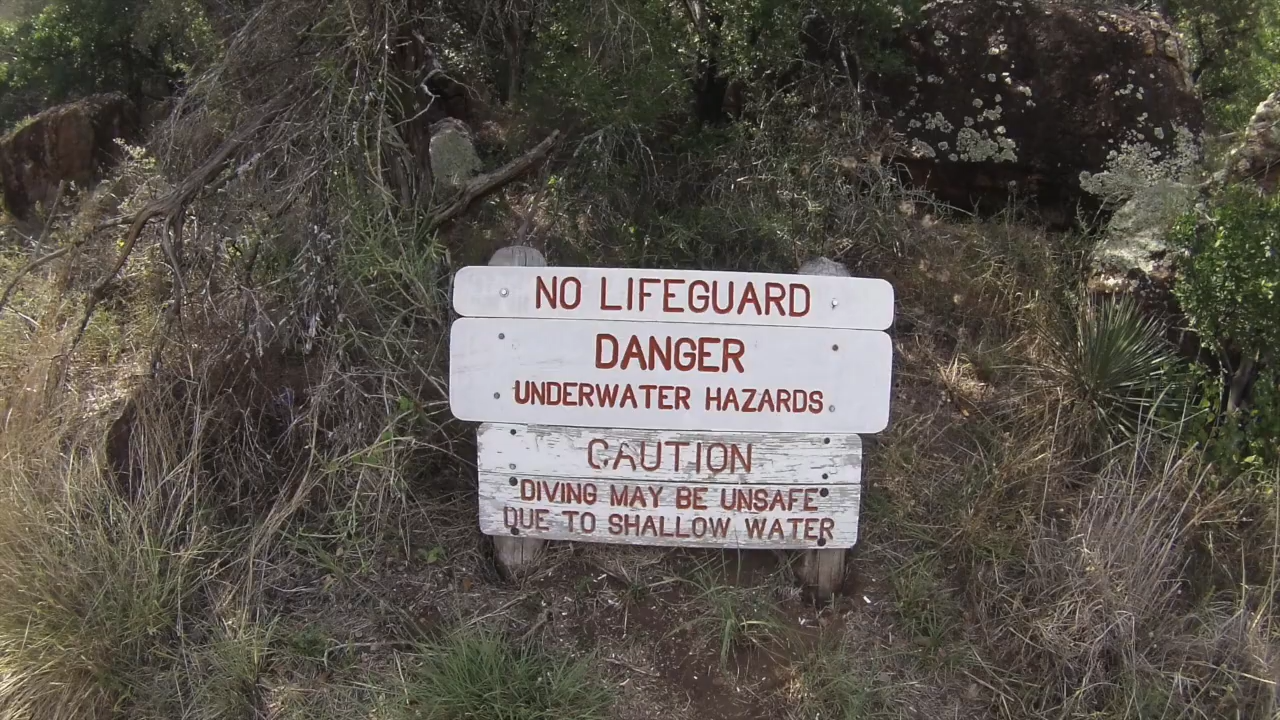 NO LIFEGUARD
DANGER
UNDERWATER HAZARDS
CAUTION
DIVING MAY BE UNSAFE
DUE TO SHALLOW WATER